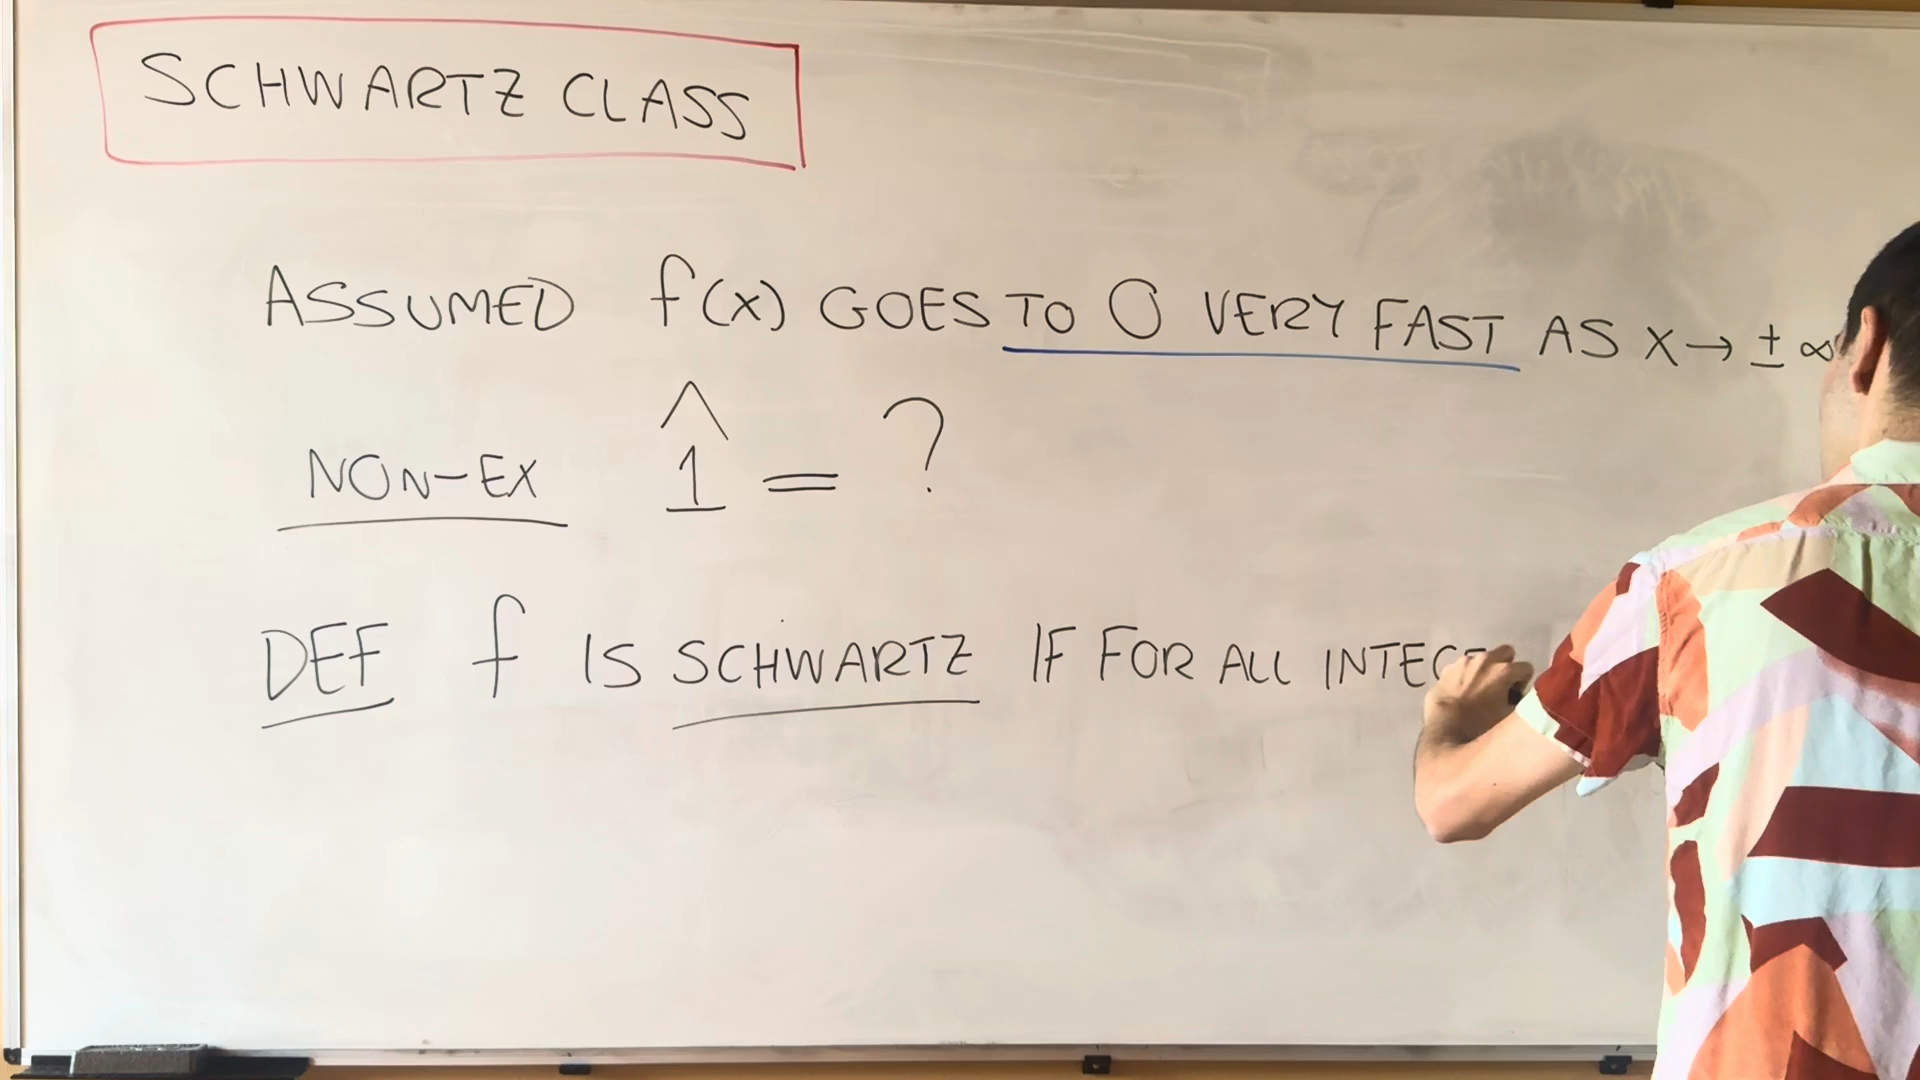 SCHWARTZ CLASS
ASSUMED f(x) GOES TO 0 VERY FAST AS X → ± ∞
NON-EX 1̂ = ?
DEF f IS SCHWARTZ IF FOR ALL